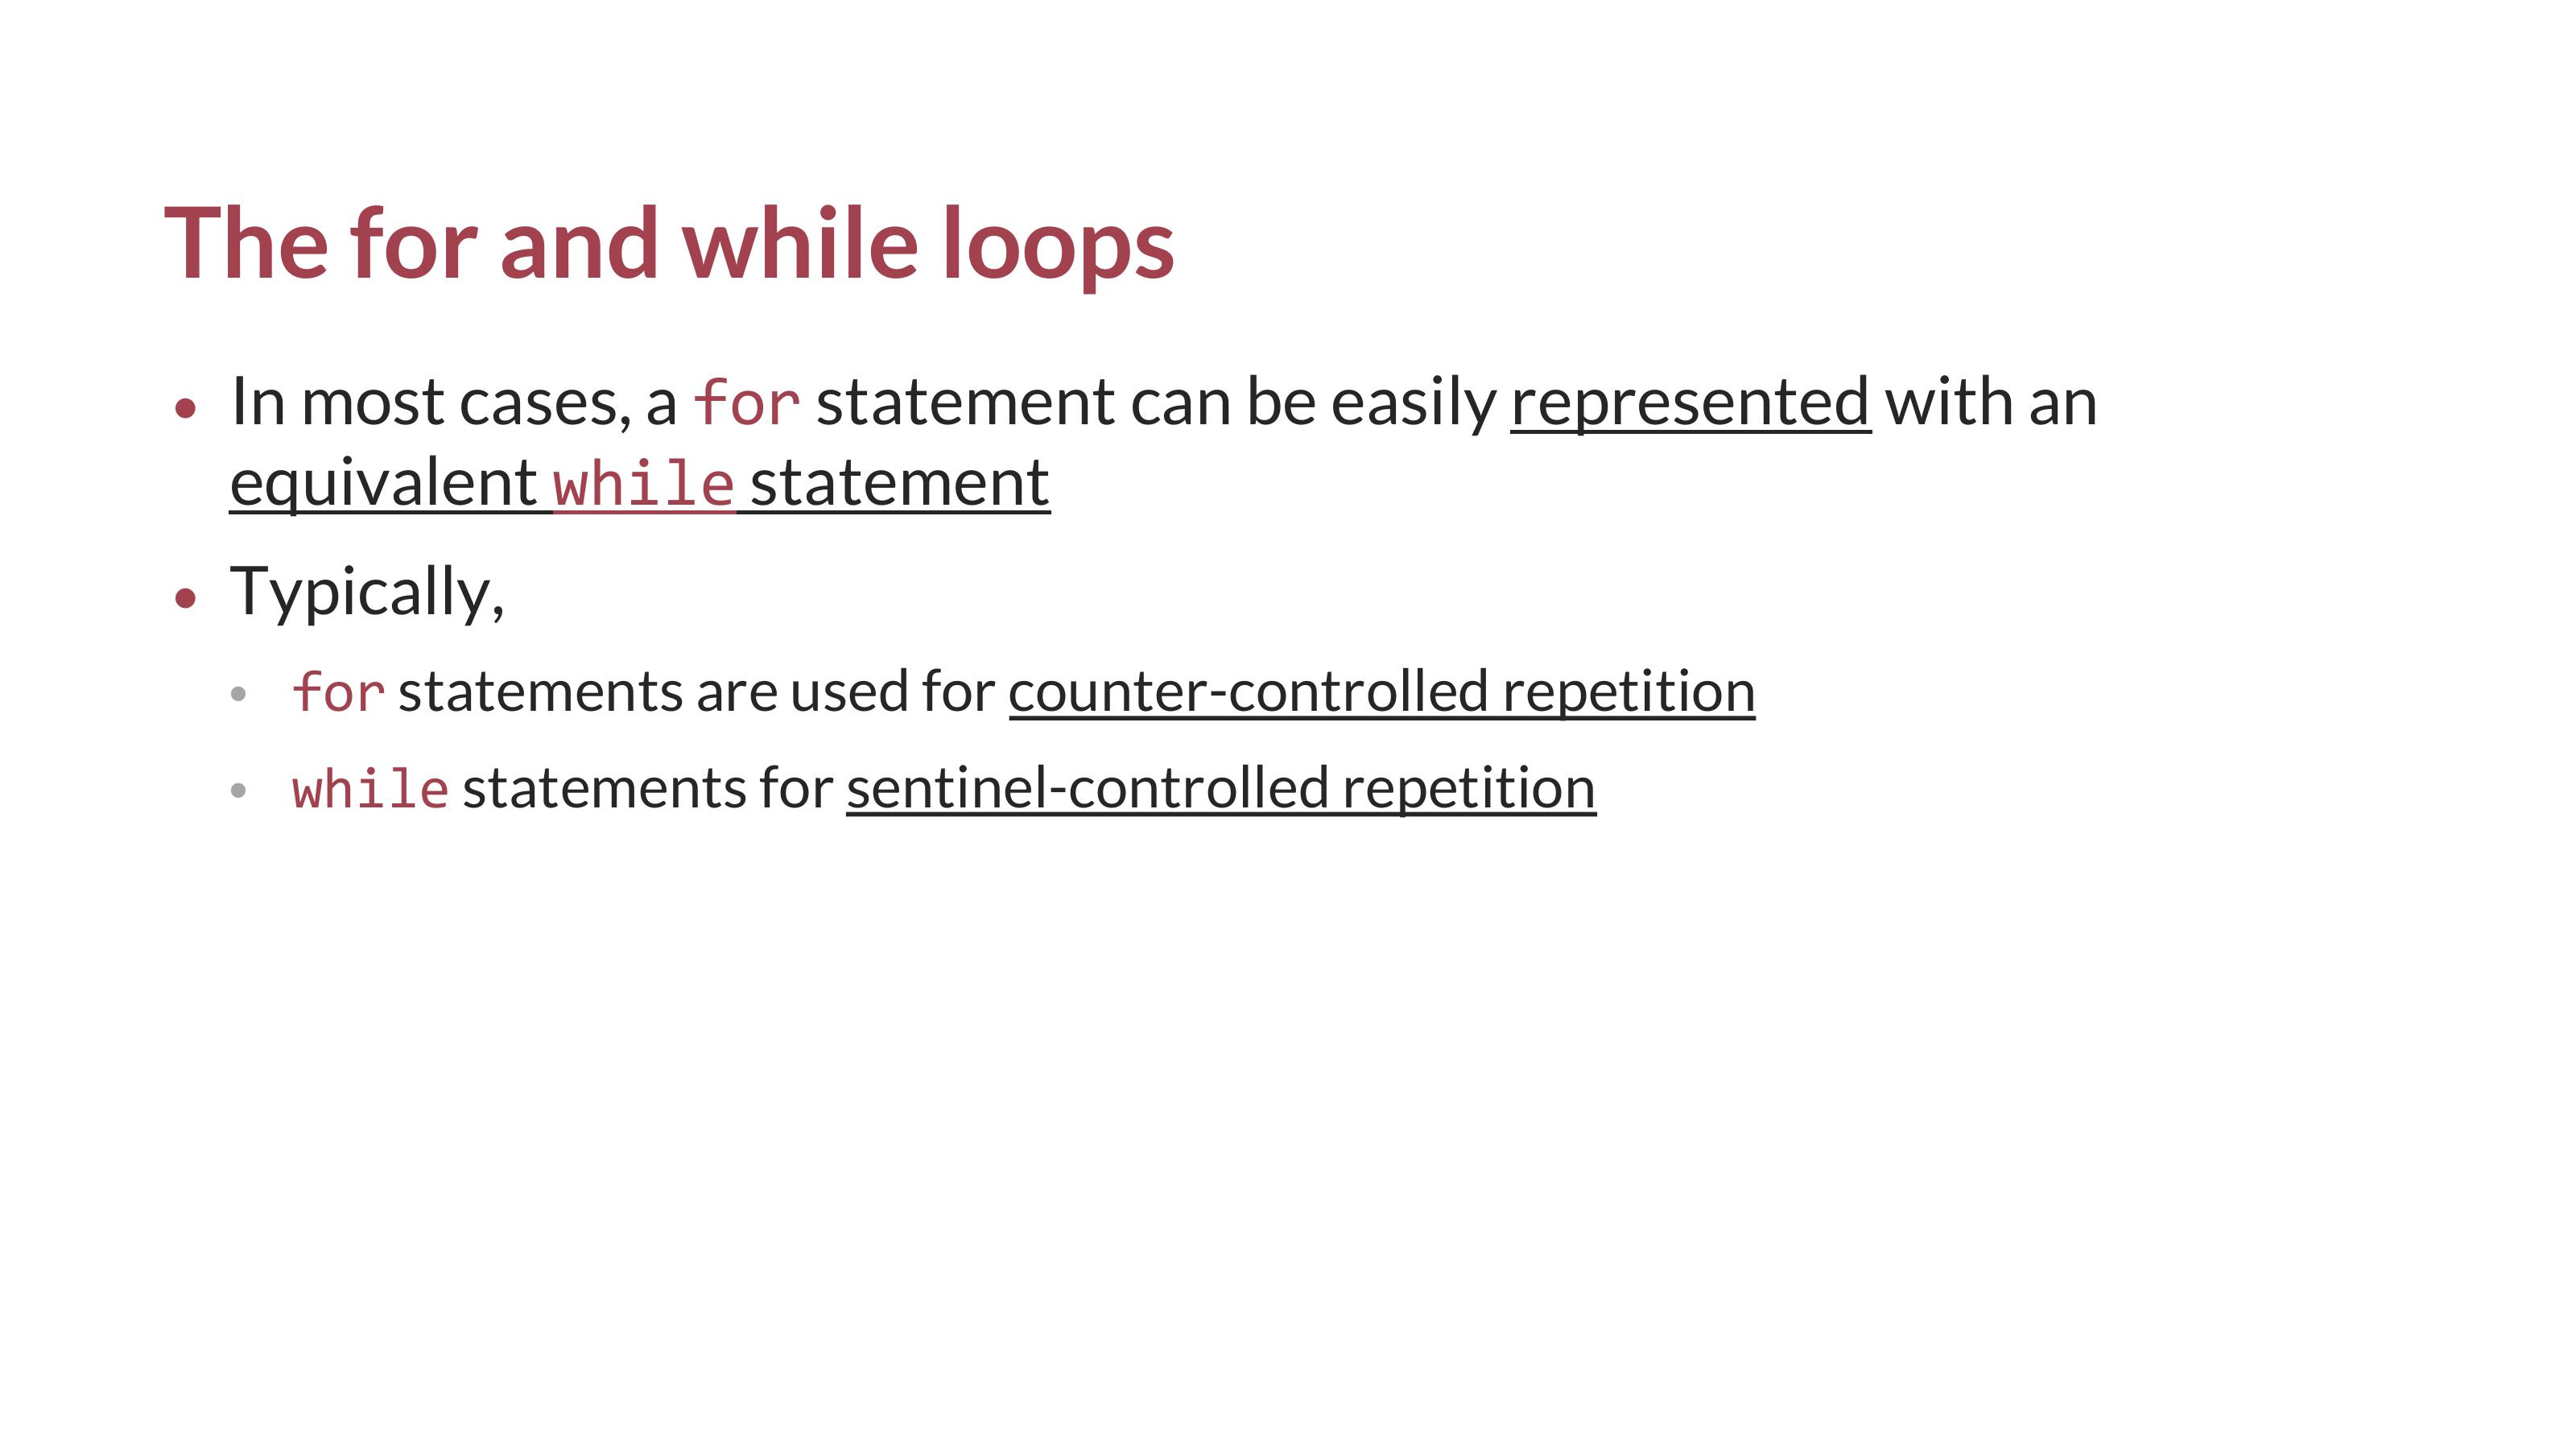 The for and while loops
• In most cases, a for statement can be easily represented with an
equivalent while statement
• Typically,
• for statements are used for counter-controlled repetition
• while statements for sentinel-controlled repetition